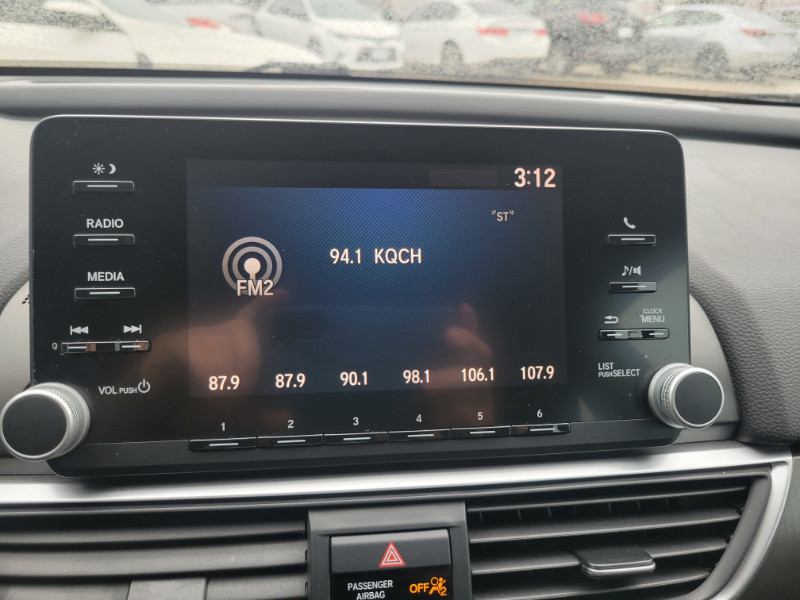 3:12
RADIO
"ST"
94.1 KQCH
FM2
MEDIA
CLOCK
MENU
87.9 87.9 90.1 98.1 106.1 107.9
VOL PUSH
LIST
PUSH SELECT
1 2 3 4 5 6
PASSENGER
AIRBAG
OFF 2